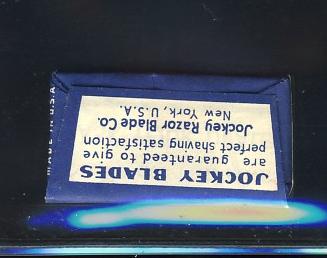 JOCKEY BLADES
are guaranteed to give
perfect shaving satisfaction
Jockey Razor Blade Co.
New York, U.S.A.
MADE IN U.S.A.